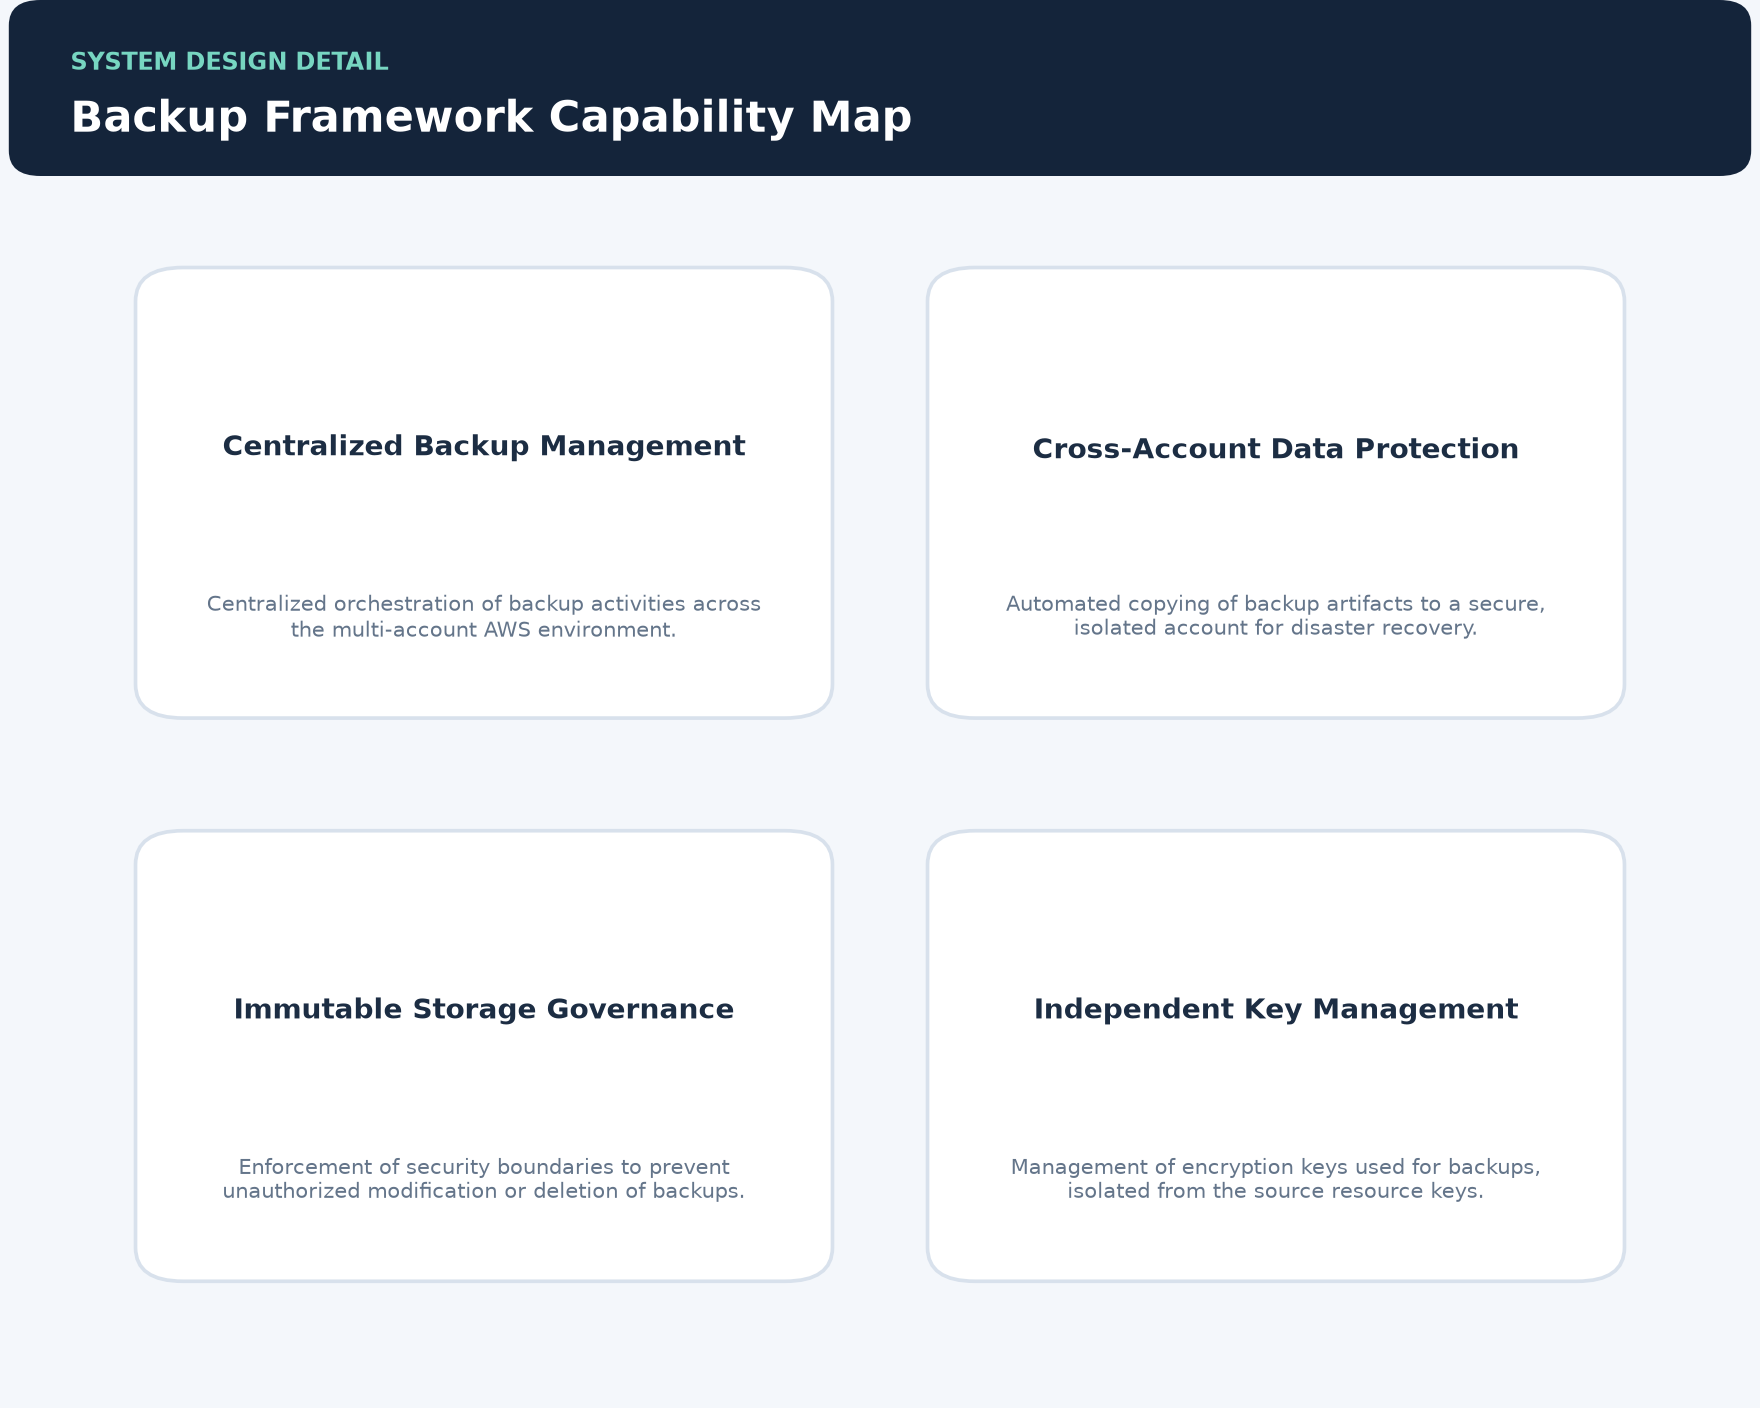 SYSTEM DESIGN DETAIL
Backup Framework Capability Map
Centralized Backup Management
Centralized orchestration of backup activities across
the multi-account AWS environment.
Cross-Account Data Protection
Automated copying of backup artifacts to a secure,
isolated account for disaster recovery.
Immutable Storage Governance
Enforcement of security boundaries to prevent
unauthorized modification or deletion of backups.
Independent Key Management
Management of encryption keys used for backups,
isolated from the source resource keys.